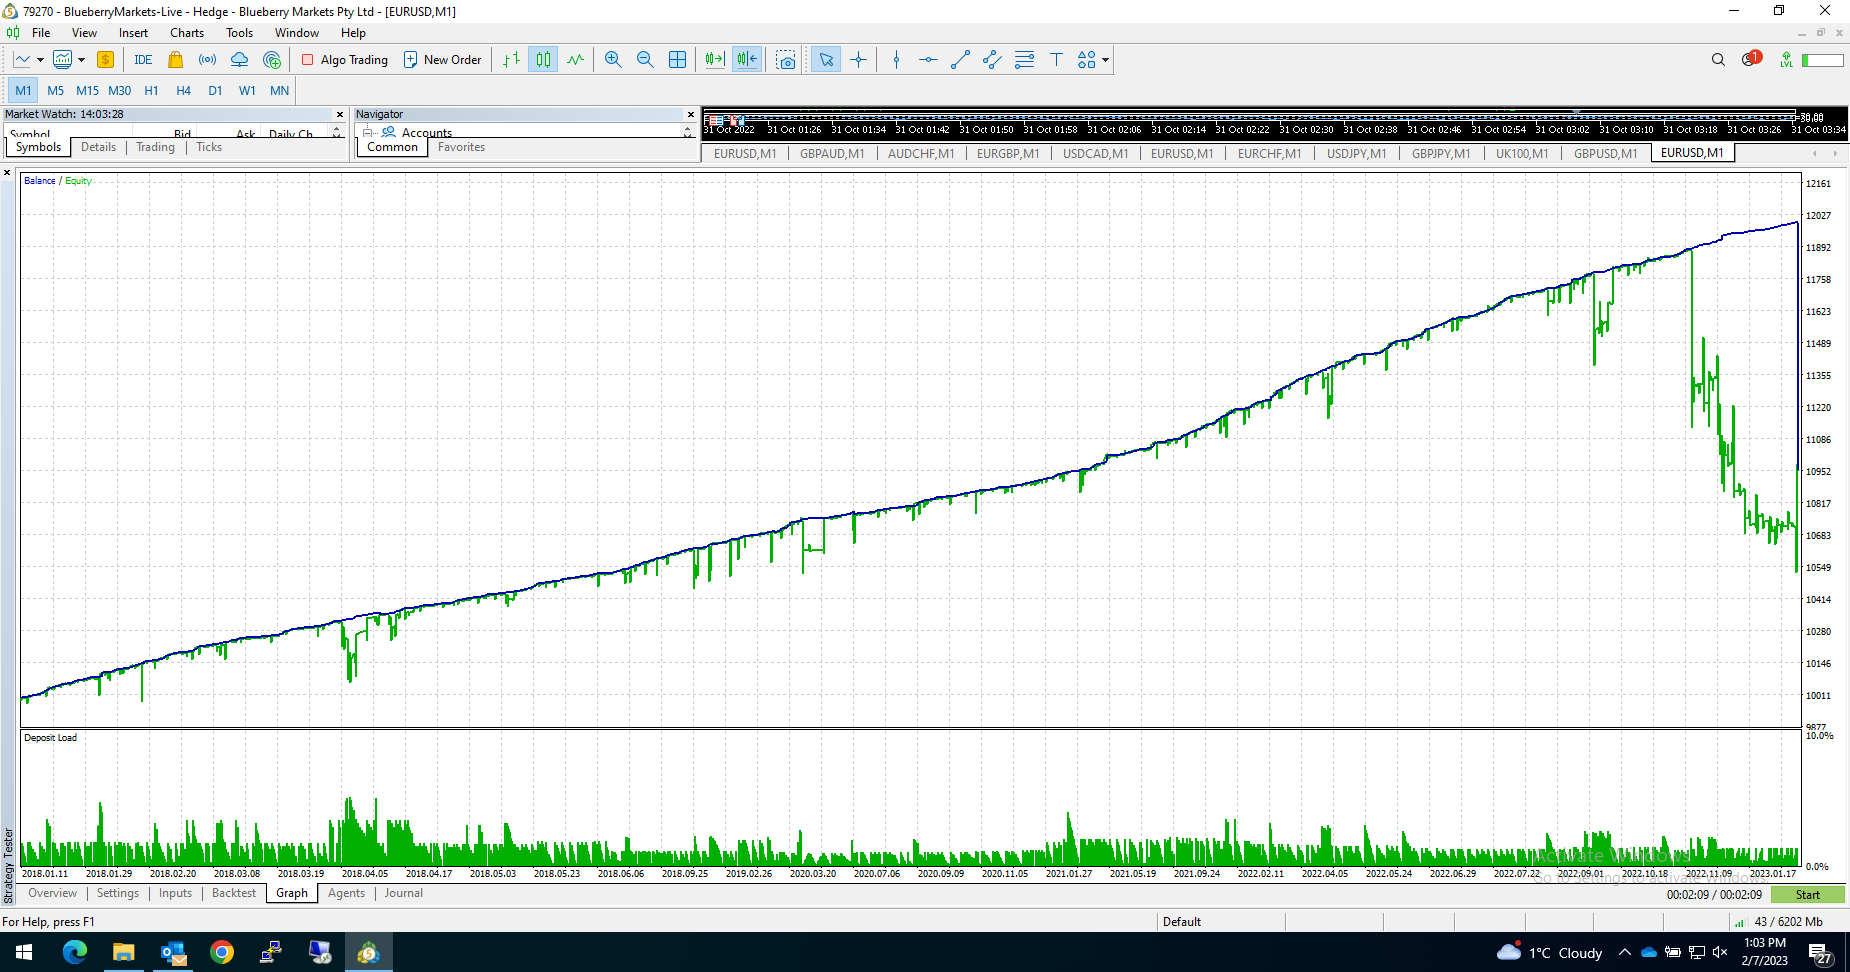 79270 - BlueberryMarkets-Live - Hedge - Blueberry Markets Pty Ltd - [EURUSD,M1]
File View Insert Charts Tools Window Help
$ IDE Algo Trading New Order T 1 LVL
M1 M5 M15 M30 H1 H4 D1 W1 MN
Market Watch: 14:03:28 × Navigator ×
Symbol Bid Ask Daily Ch... Accounts
Symbols Details Trading Ticks Common Favorites
31 Oct 2022 31 Oct 01:26 31 Oct 01:34 31 Oct 01:42 31 Oct 01:50 31 Oct 01:58 31 Oct 02:06 31 Oct 02:14 31 Oct 02:22 31 Oct 02:30 31 Oct 02:38 31 Oct 02:46 31 Oct 02:54 31 Oct 03:02 31 Oct 03:10 31 Oct 03:18 31 Oct 03:26 31 Oct 03:34
EURUSD,M1 GBPAUD,M1 AUDCHF,M1 EURGBP,M1 USDCAD,M1 EURUSD,M1 EURCHF,M1 USDJPY,M1 GBPJPY,M1 UK100,M1 GBPUSD,M1 EURUSD,M1
Balance / Equity
12161
12027
11892
11758
11623
11489
11355
11220
11086
10952
10817
10683
10549
10414
10280
10146
10011
9877
Deposit Load
10.0%
0.0%
2018.01.11 2018.01.29 2018.02.20 2018.03.08 2018.03.19 2018.04.05 2018.04.17 2018.05.03 2018.05.23 2018.06.06 2018.09.25 2019.02.26 2020.03.20 2020.07.06 2020.09.09 2020.11.05 2021.01.27 2021.05.19 2021.09.24 2022.02.11 2022.04.05 2022.05.24 2022.06.29 2022.07.22 2022.09.01 2022.10.18 2022.11.09 2023.01.17
Activate Windows
Go to Settings to activate Windows.
Strategy Tester
Overview Settings Inputs Backtest Graph Agents Journal
00:02:09 / 00:02:09 Start
For Help, press F1 Default 43 / 6202 Mb
1°C Cloudy 1:03 PM
2/7/2023
27